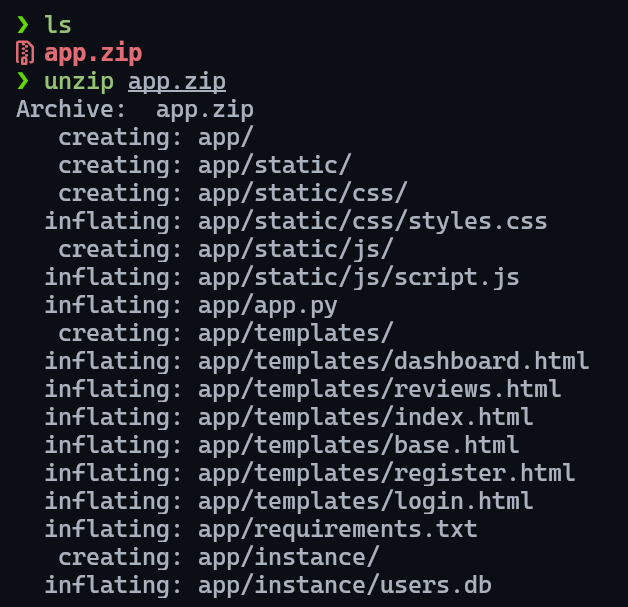 ❯ ls
app.zip
❯ unzip app.zip
Archive:  app.zip
   creating: app/
   creating: app/static/
   creating: app/static/css/
  inflating: app/static/css/styles.css
   creating: app/static/js/
  inflating: app/static/js/script.js
  inflating: app/app.py
   creating: app/templates/
  inflating: app/templates/dashboard.html
  inflating: app/templates/reviews.html
  inflating: app/templates/index.html
  inflating: app/templates/base.html
  inflating: app/templates/register.html
  inflating: app/templates/login.html
  inflating: app/requirements.txt
   creating: app/instance/
  inflating: app/instance/users.db